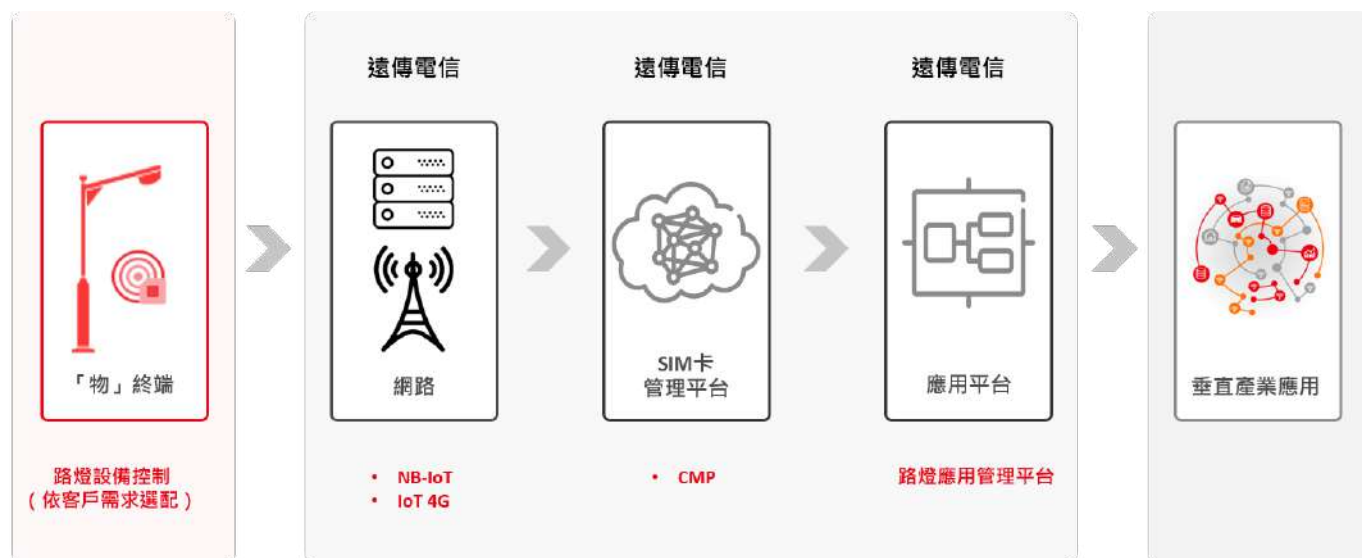 遠傳電信
遠傳電信
遠傳電信
「物」終端
網路
SIM卡
管理平台
應用平台
垂直產業應用
路燈設備控制
(依客戶需求選配)
• NB-IoT
• IoT 4G
• CMP
路燈應用管理平台